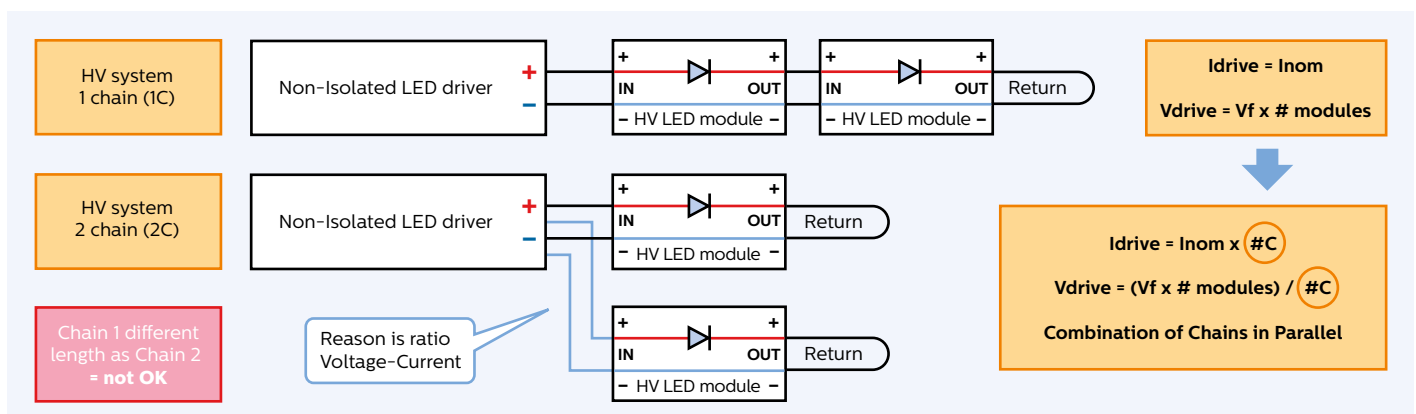 HV system
1 chain (1C)
Non-Isolated LED driver
+
−
+ +
IN OUT
− HV LED module −
+ +
IN OUT
− HV LED module −
Return
Idrive = Inom
Vdrive = Vf x # modules
HV system
2 chain (2C)
Non-Isolated LED driver
+
−
+ +
IN OUT
− HV LED module −
Return
Idrive = Inom x #C
Vdrive = (Vf x # modules) / #C
Combination of Chains in Parallel
Chain 1 different
length as Chain 2
= not OK
Reason is ratio
Voltage-Current
+ +
IN OUT
− HV LED module −
Return